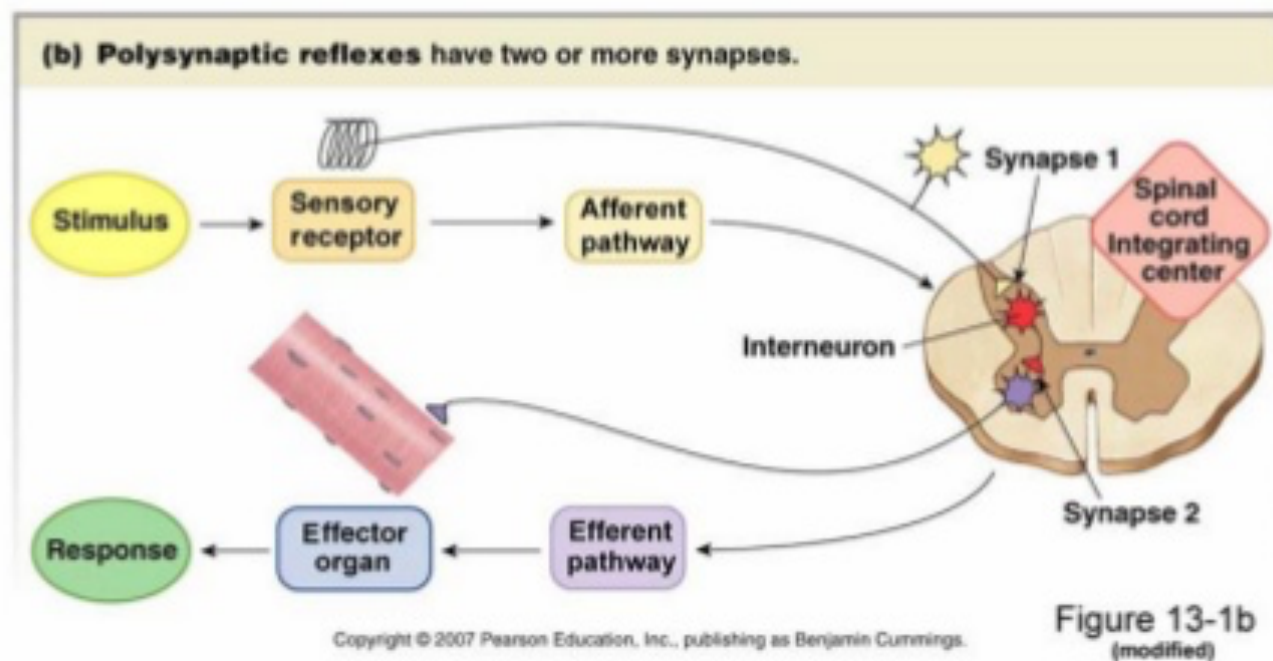 (b) Polysynaptic reflexes have two or more synapses.
Synapse 1
Stimulus
Sensory
receptor
Afferent
pathway
Spinal
cord
Integrating
center
Interneuron
Synapse 2
Response
Effector
organ
Efferent
pathway
Copyright © 2007 Pearson Education, Inc., publishing as Benjamin Cummings.
Figure 13-1b
(modified)